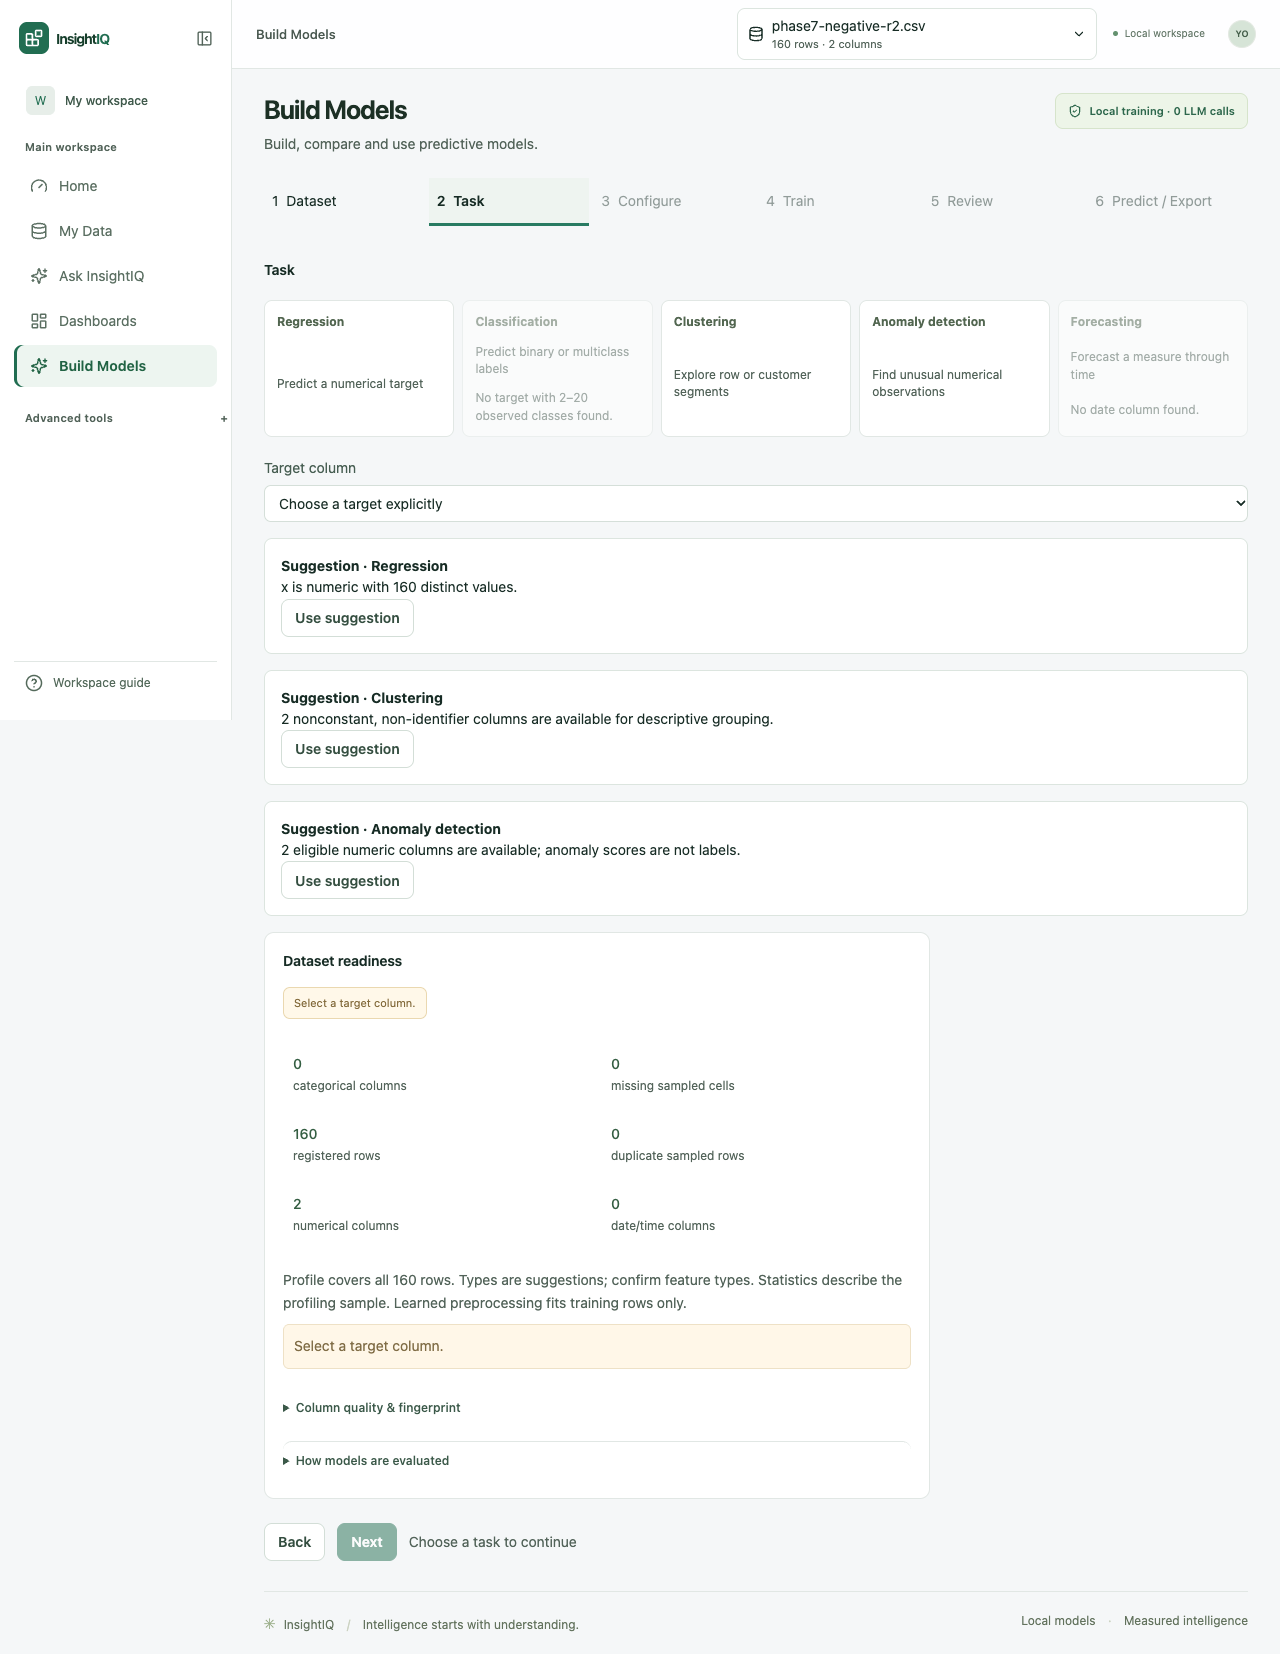 InsightIQ
W My workspace
Main workspace
Home
My Data
Ask InsightIQ
Dashboards
Build Models
Advanced tools +
Workspace guide
Build Models
phase7-negative-r2.csv
160 rows · 2 columns
Local workspace
YO
Build Models
Local training · 0 LLM calls
Build, compare and use predictive models.
1 Dataset
2 Task
3 Configure
4 Train
5 Review
6 Predict / Export
Task
Regression
Predict a numerical target
Classification
Predict binary or multiclass
labels
No target with 2–20
observed classes found.
Clustering
Explore row or customer
segments
Anomaly detection
Find unusual numerical
observations
Forecasting
Forecast a measure through
time
No date column found.
Target column
Choose a target explicitly
Suggestion · Regression
x is numeric with 160 distinct values.
Use suggestion
Suggestion · Clustering
2 nonconstant, non-identifier columns are available for descriptive grouping.
Use suggestion
Suggestion · Anomaly detection
2 eligible numeric columns are available; anomaly scores are not labels.
Use suggestion
Dataset readiness
Select a target column.
0
categorical columns
0
missing sampled cells
160
registered rows
0
duplicate sampled rows
2
numerical columns
0
date/time columns
Profile covers all 160 rows. Types are suggestions; confirm feature types. Statistics describe the
profiling sample. Learned preprocessing fits training rows only.
Select a target column.
Column quality & fingerprint
How models are evaluated
Back
Next
Choose a task to continue
InsightIQ / Intelligence starts with understanding.
Local models · Measured intelligence